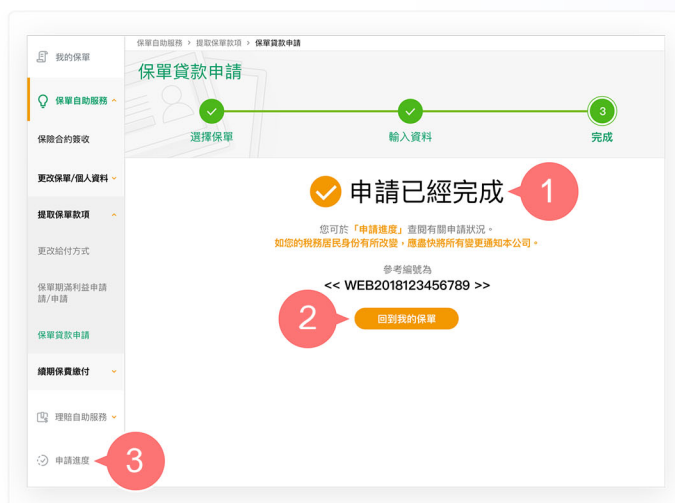 保單自助服務 > 提取保單款項 > 保單貸款申請
我的保單
保單自助服務
保險合約簽收
更改保單/個人資料
提取保單款項
更改給付方式
保單期滿利益申請
請/申請
保單貸款申請
續期保費繳付
理賠自助服務
申請進度
3
保單貸款申請
3
選擇保單
輸入資料
完成
申請已經完成
1
您可於「申請進度」查閱有關申請狀況。
如您的稅務居民身份有所改變，應盡快將所有變更通知本公司。
參考編號為
<< WEB2018123456789 >>
2
回到我的保單